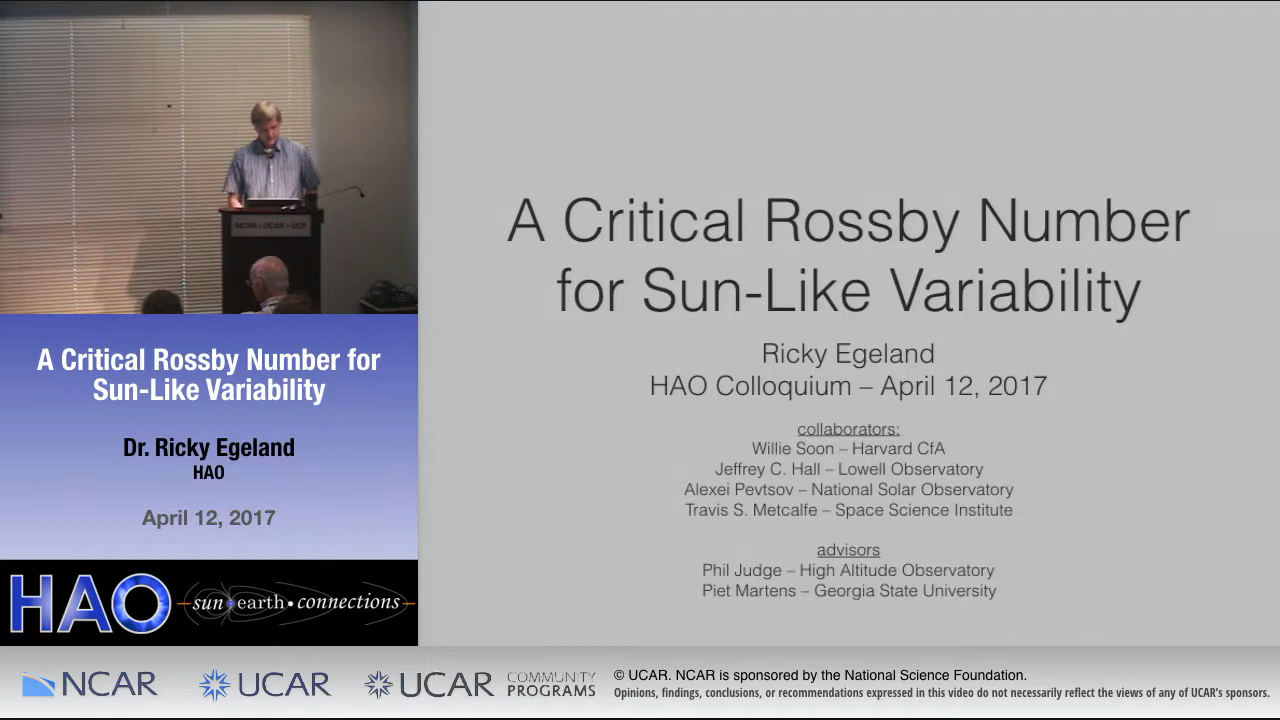 NCAR • UCAR • UCP
A Critical Rossby Number for
Sun-Like Variability
Dr. Ricky Egeland
HAO
April 12, 2017
HAO
sun • earth • connections
A Critical Rossby Number
for Sun-Like Variability
Ricky Egeland
HAO Colloquium – April 12, 2017
collaborators:
Willie Soon – Harvard CfA
Jeffrey C. Hall – Lowell Observatory
Alexei Pevtsov – National Solar Observatory
Travis S. Metcalfe – Space Science Institute
advisors
Phil Judge – High Altitude Observatory
Piet Martens – Georgia State University
NCAR
UCAR
UCAR
COMMUNITY
PROGRAMS
© UCAR. NCAR is sponsored by the National Science Foundation.
Opinions, findings, conclusions, or recommendations expressed in this video do not necessarily reflect the views of any of UCAR's sponsors.